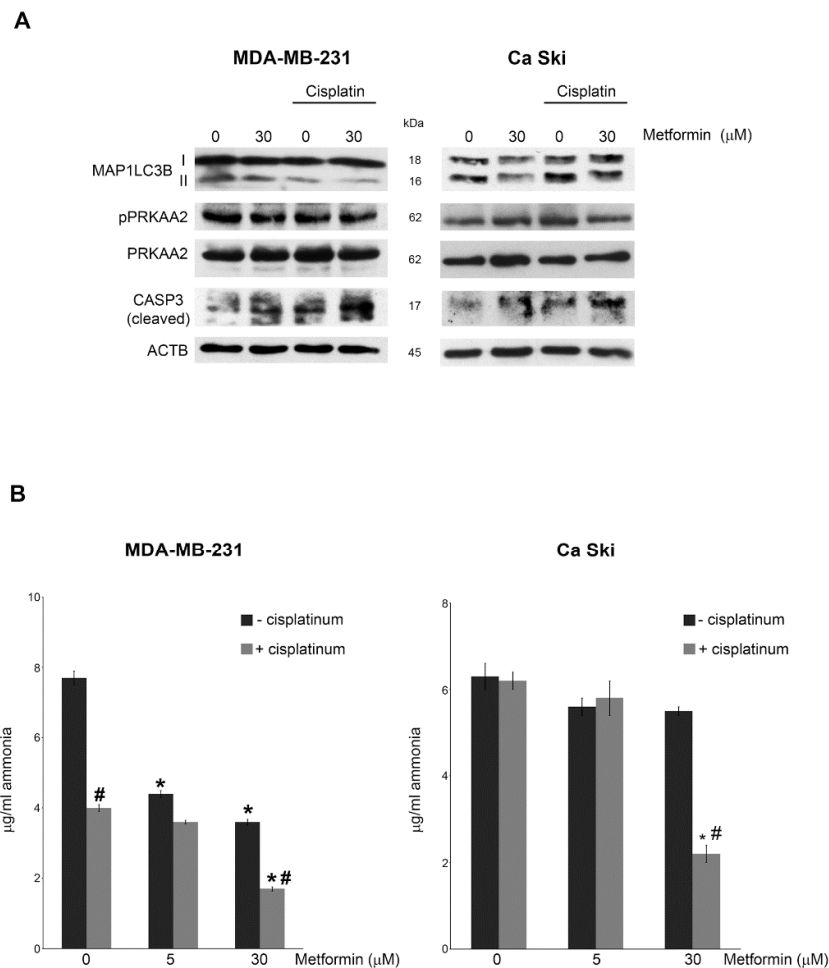 A
MDA-MB-231 Ca Ski
Cisplatin Cisplatin
kDa
0 30 0 30 0 30 0 30 Metformin (μM)
MAP1LC3B I 18
II 16
pPRKAA2 62
PRKAA2 62
CASP3 17
(cleaved)
ACTB 45
B
MDA-MB-231
10
8
6
4
2
0
μg/ml ammonia
- cisplatinum
+ cisplatinum
#
*
*
* #
0 5 30 Metformin (μM)
Ca Ski
8
6
4
2
0
μg/ml ammonia
- cisplatinum
+ cisplatinum
* #
0 5 30 Metformin (μM)